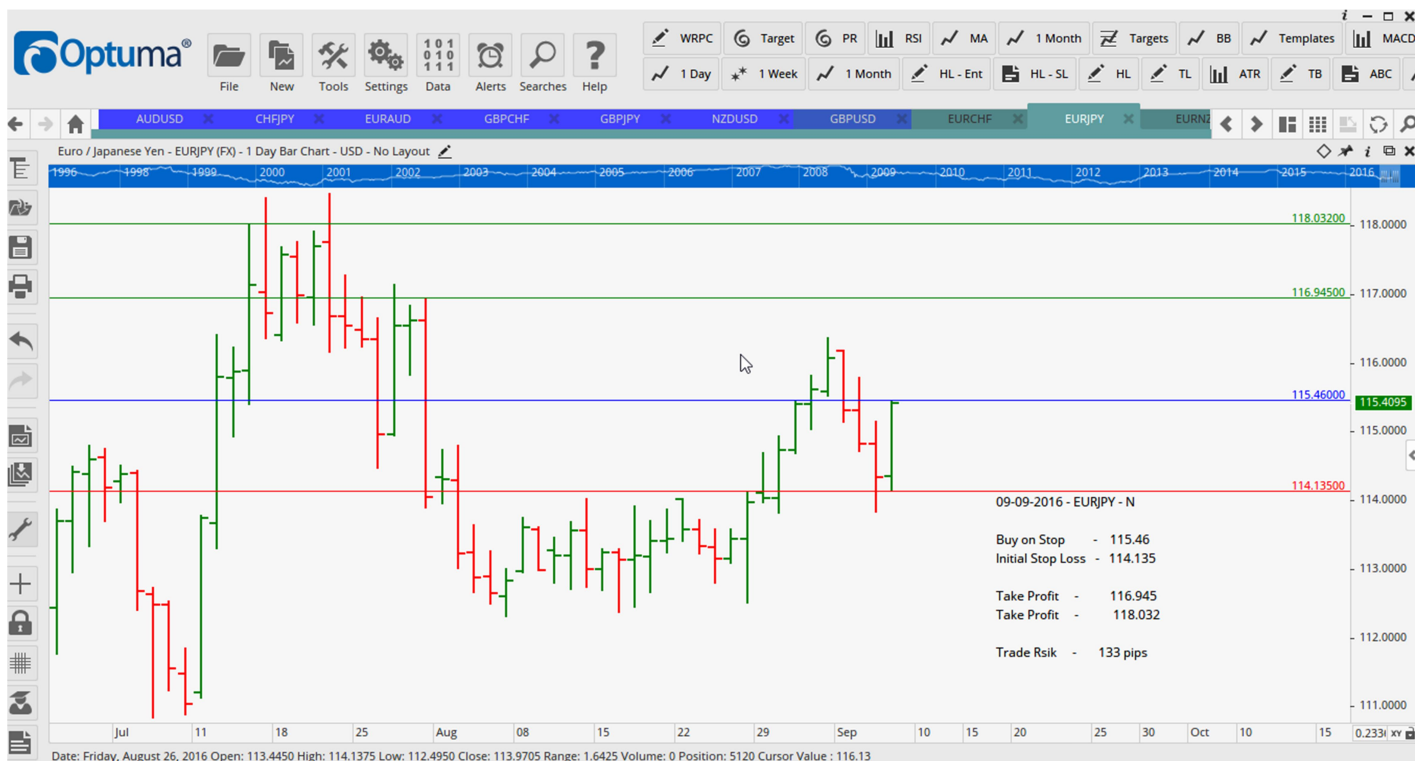 Optuma®
File New Tools Settings Data Alerts Searches Help
WRPC Target PR RSI MA 1 Month Targets BB Templates MACD
1 Day 1 Week 1 Month HL - Ent HL - SL HL TL ATR TB ABC
AUDUSD CHFJPY EURAUD GBPCHF GBPJPY NZDUSD GBPUSD EURCHF EURJPY EURNZ
Euro / Japanese Yen - EURJPY (FX) - 1 Day Bar Chart - USD - No Layout
1996 1998 1999 2000 2001 2002 2003 2004 2005 2006 2007 2008 2009 2010 2011 2012 2013 2014 2015 2016
118.03200
118.0000
116.94500
117.0000
116.0000
115.46000
115.4095
115.0000
114.13500
114.0000
09-09-2016 - EURJPY - N
Buy on Stop - 115.46
Initial Stop Loss - 114.135
113.0000
Take Profit - 116.945
Take Profit - 118.032
112.0000
Trade Rsik - 133 pips
111.0000
Jul 11 18 25 Aug 08 15 22 29 Sep 10 15 20 25 30 Oct 10 15 XY
Date: Friday, August 26, 2016 Open: 113.4450 High: 114.1375 Low: 112.4950 Close: 113.9705 Range: 1.6425 Volume: 0 Position: 5120 Cursor Value : 116.13